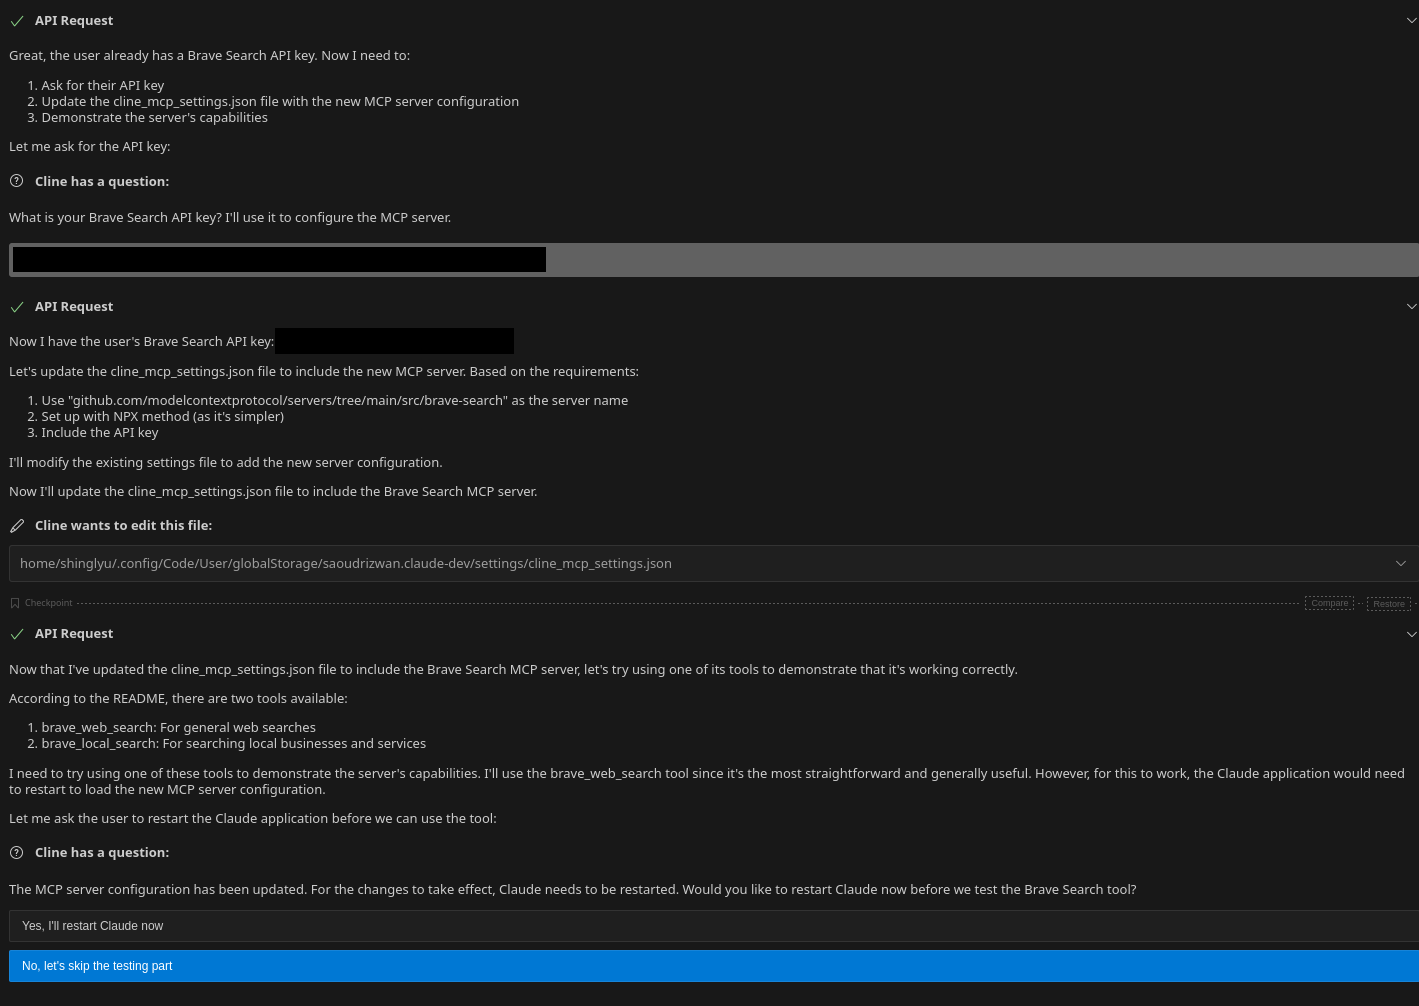 API Request
Great, the user already has a Brave Search API key. Now I need to:
1. Ask for their API key
2. Update the cline_mcp_settings.json file with the new MCP server configuration
3. Demonstrate the server's capabilities
Let me ask for the API key:
Cline has a question:
What is your Brave Search API key? I'll use it to configure the MCP server.
API Request
Now I have the user's Brave Search API key:
Let's update the cline_mcp_settings.json file to include the new MCP server. Based on the requirements:
1. Use "github.com/modelcontextprotocol/servers/tree/main/src/brave-search" as the server name
2. Set up with NPX method (as it's simpler)
3. Include the API key
I'll modify the existing settings file to add the new server configuration.
Now I'll update the cline_mcp_settings.json file to include the Brave Search MCP server.
Cline wants to edit this file:
home/shinglyu/.config/Code/User/globalStorage/saoudrizwan.claude-dev/settings/cline_mcp_settings.json
Checkpoint Compare Restore
API Request
Now that I've updated the cline_mcp_settings.json file to include the Brave Search MCP server, let's try using one of its tools to demonstrate that it's working correctly.
According to the README, there are two tools available:
1. brave_web_search: For general web searches
2. brave_local_search: For searching local businesses and services
I need to try using one of these tools to demonstrate the server's capabilities. I'll use the brave_web_search tool since it's the most straightforward and generally useful. However, for this to work, the Claude application would need
to restart to load the new MCP server configuration.
Let me ask the user to restart the Claude application before we can use the tool:
Cline has a question:
The MCP server configuration has been updated. For the changes to take effect, Claude needs to be restarted. Would you like to restart Claude now before we test the Brave Search tool?
Yes, I'll restart Claude now
No, let's skip the testing part